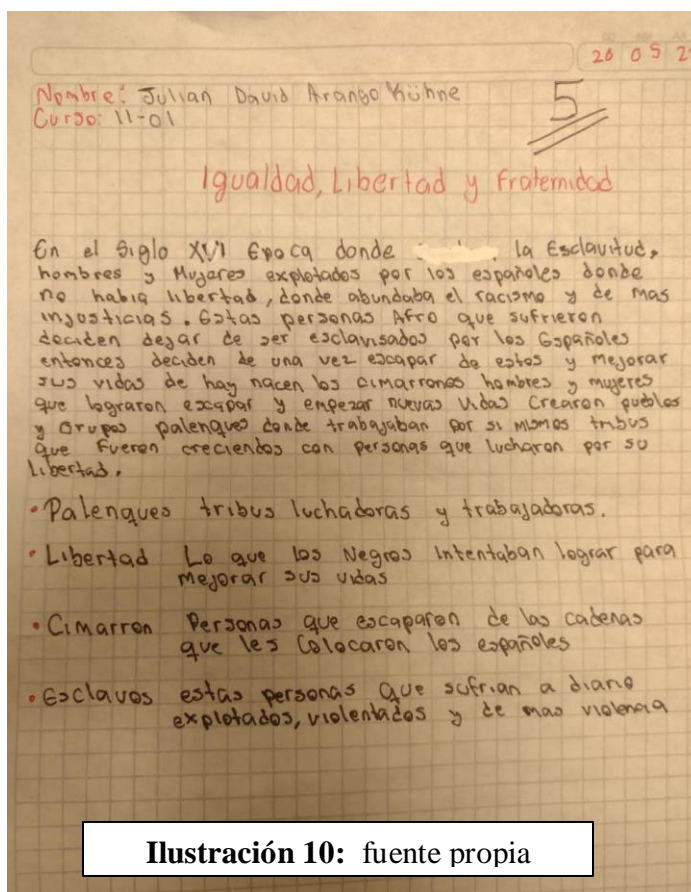 20 05 2
Nombre: Julian David Arango Kühne
Curso: 11-01
5
Igualdad, Libertad y Fraternidad
En el Siglo XVI Epoca donde la Esclavitud,
hombres y Mugeres explotados por los españoles donde
no habia libertad, donde abundaba el racismo y de mas
injusticias. Estas personas Afro que sufrieron
deciden dejar de ser esclavisados por los Españoles
entonces deciden de una vez escapar de estos y mejorar
sus vidas de hay nacen los cimarrones hombres y mujeres
que lograron escapar y empezar nuevas vidas Crearon pueblos
y Grupos palenques donde trabajaban por si mismos tribus
que Fueron creciendos con personas que lucharon por su
libertad.
•Palenques tribus luchadoras y trabajadoras.
•Libertad Lo que los Negros Intentaban lograr para
mejorar sus vidas
•Cimarron Personas que escaparon de las cadenas
que les Colocaron los españoles
•Esclavos estas personas que sufrian a diario
explotados, violentados y de mas violencia
Ilustración 10: fuente propia